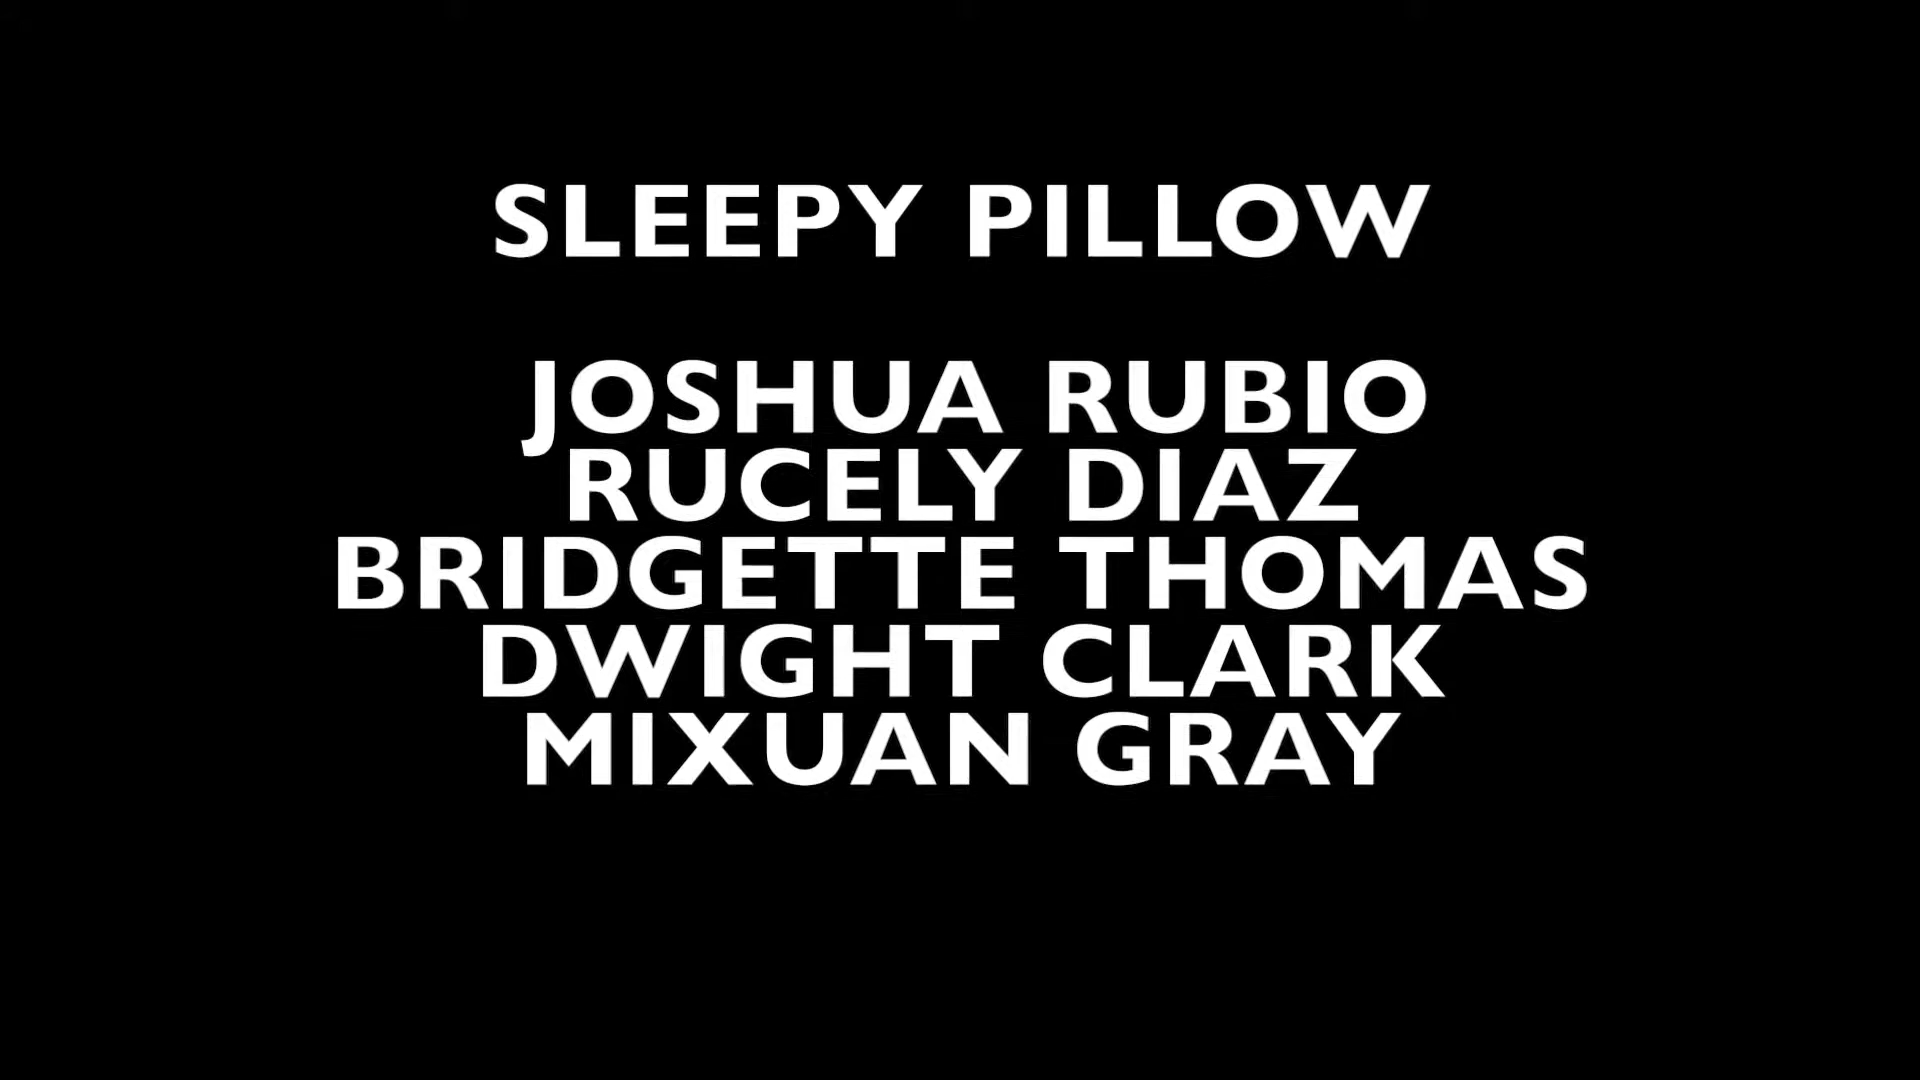 SLEEPY PILLOW
JOSHUA RUBIO
RUCELY DIAZ
BRIDGETTE THOMAS
DWIGHT CLARK
MIXUAN GRAY